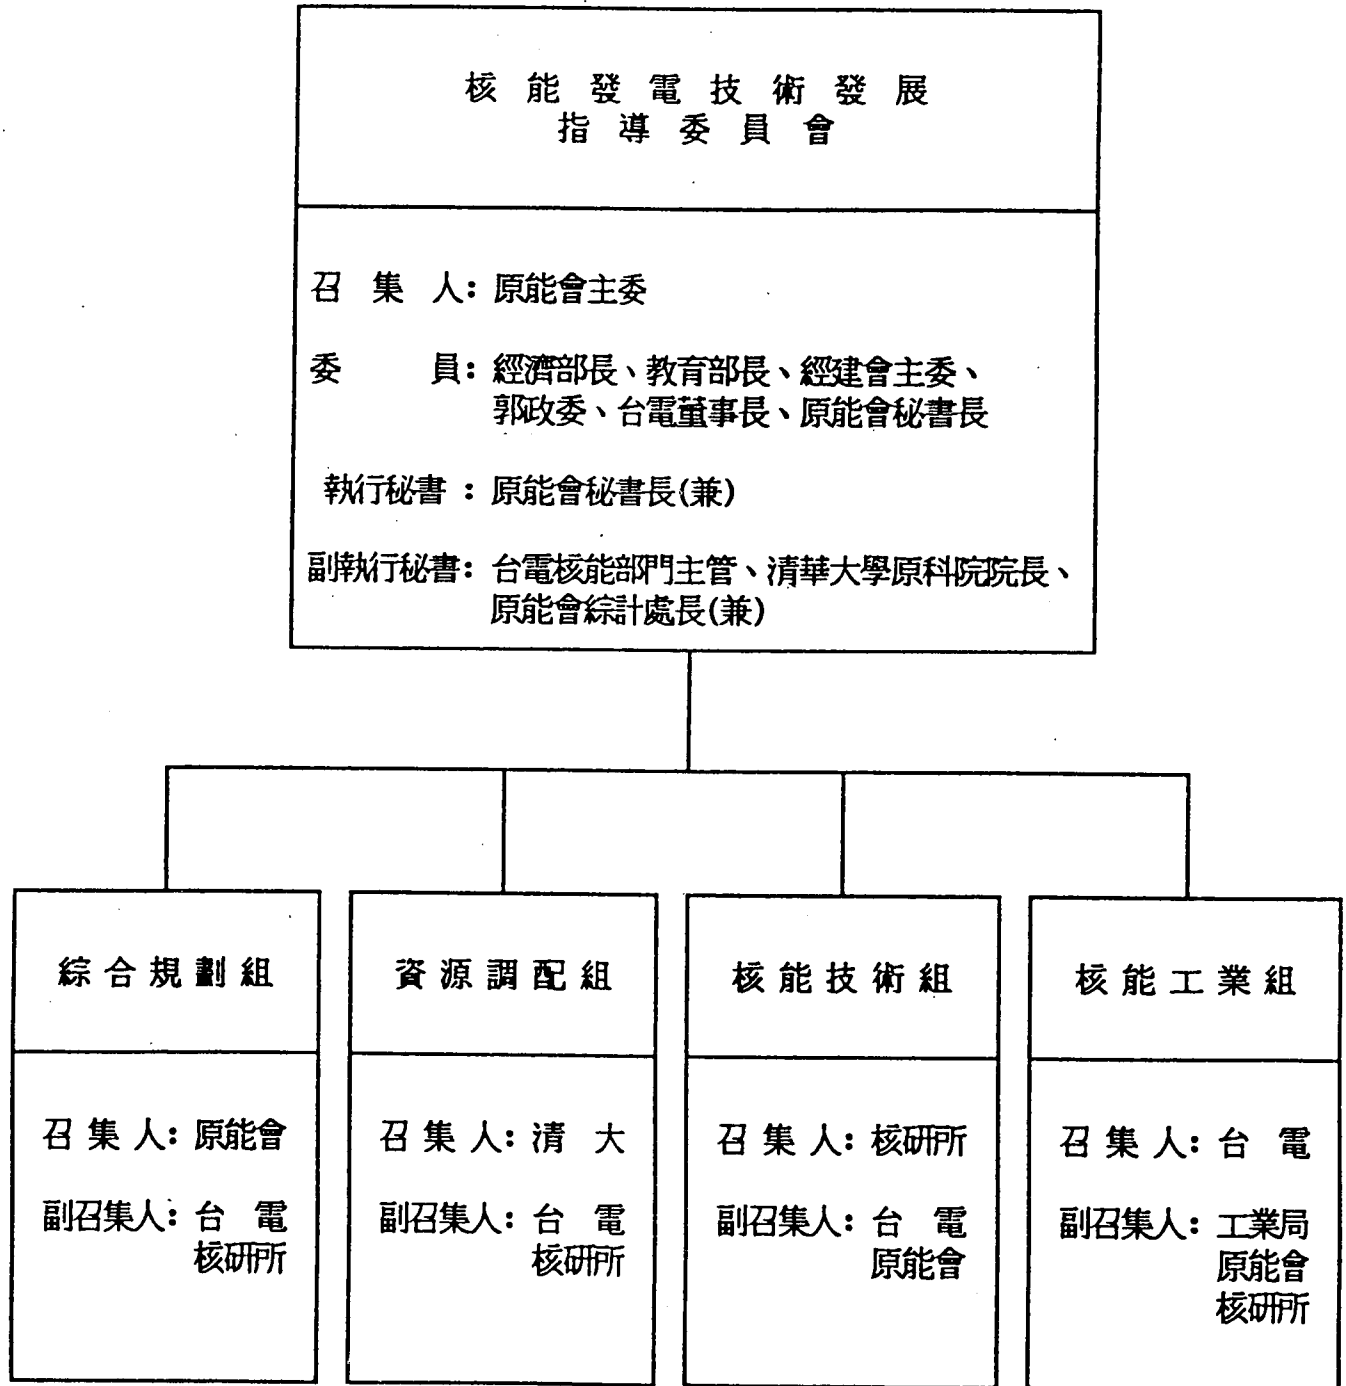 核能發電技術發展
指導委員會
召集人：原能會主委
委員：經濟部長、教育部長、經建會主委、
郭政委、台電董事長、原能會秘書長
執行秘書：原能會秘書長(兼)
副執行秘書：台電核能部門主管、清華大學原科院院長、
原能會綜計處長(兼)
綜合規劃組
召集人：原能會
副召集人：台電
核研所
資源調配組
召集人：清大
副召集人：台電
核研所
核能技術組
召集人：核研所
副召集人：台電
原能會
核能工業組
召集人：台電
副召集人：工業局
原能會
核研所